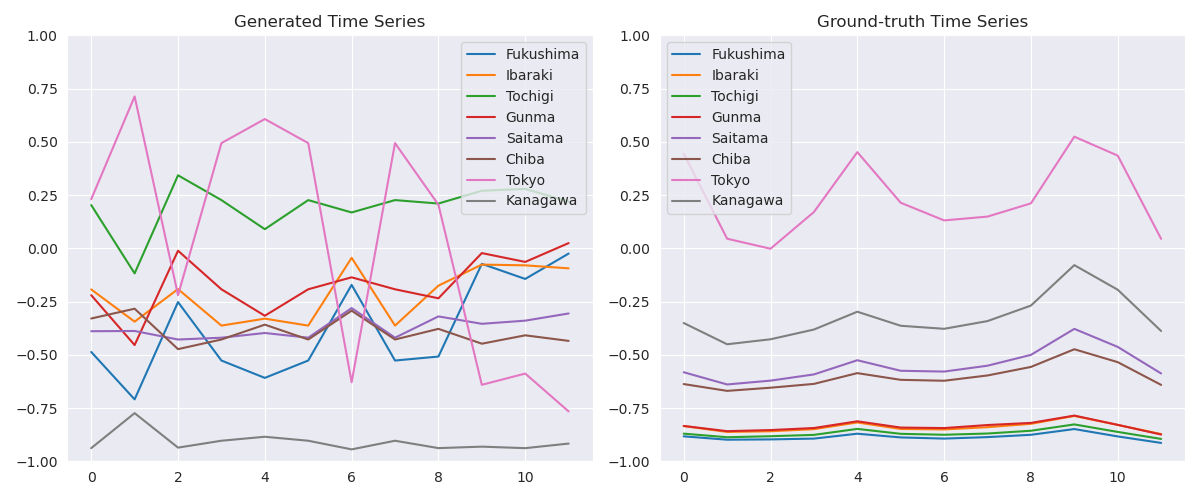 Generated Time Series
1.00
0.75
0.50
0.25
0.00
−0.25
−0.50
−0.75
−1.00
0
2
4
6
8
10
Fukushima
Ibaraki
Tochigi
Gunma
Saitama
Chiba
Tokyo
Kanagawa
Ground-truth Time Series
1.00
0.75
0.50
0.25
0.00
−0.25
−0.50
−0.75
−1.00
0
2
4
6
8
10
Fukushima
Ibaraki
Tochigi
Gunma
Saitama
Chiba
Tokyo
Kanagawa